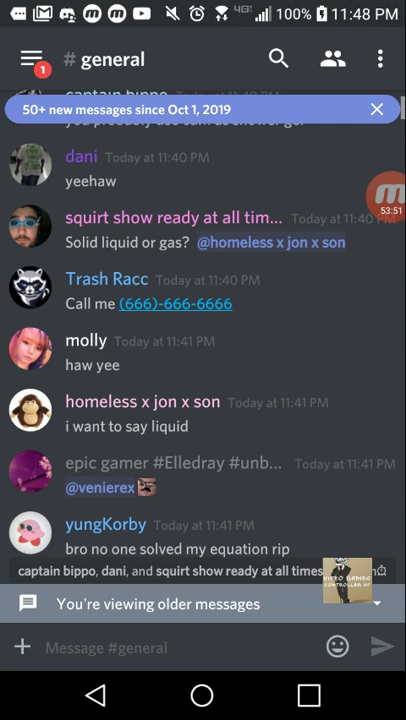 4G
100% 11:48 PM
1
# general
captain hippo
50+ new messages since Oct 1, 2019
dani Today at 11:40 PM
yeehaw
squirt show ready at all tim... Today at 11:40 PM
53:51
Solid liquid or gas? @homeless x jon x son
Trash Racc Today at 11:40 PM
Call me (666)-666-6666
molly Today at 11:41 PM
haw yee
homeless x jon x son Today at 11:41 PM
i want to say liquid
epic gamer #Elledray #unb... Today at 11:41 PM
@venierex
yungKorby Today at 11:41 PM
bro no one solved my equation rip
captain bippo, dani, and squirt show ready at all times
You're viewing older messages
Message #general